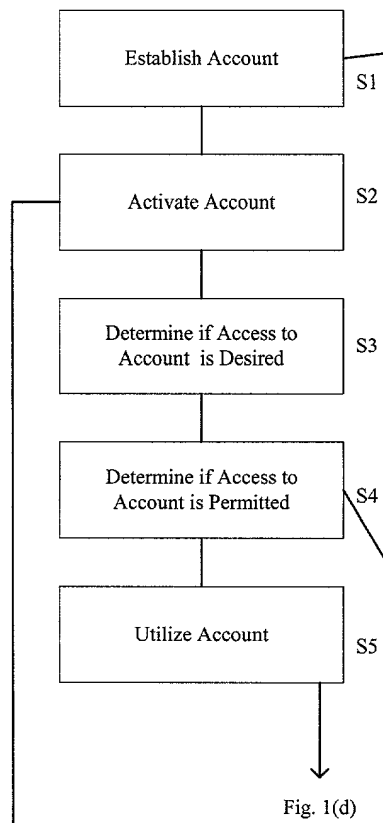 Establish Account
S1
Activate Account
S2
Determine if Access to
Account is Desired
S3
Determine if Access to
Account is Permitted
S4
Utilize Account
S5
Fig. 1(d)